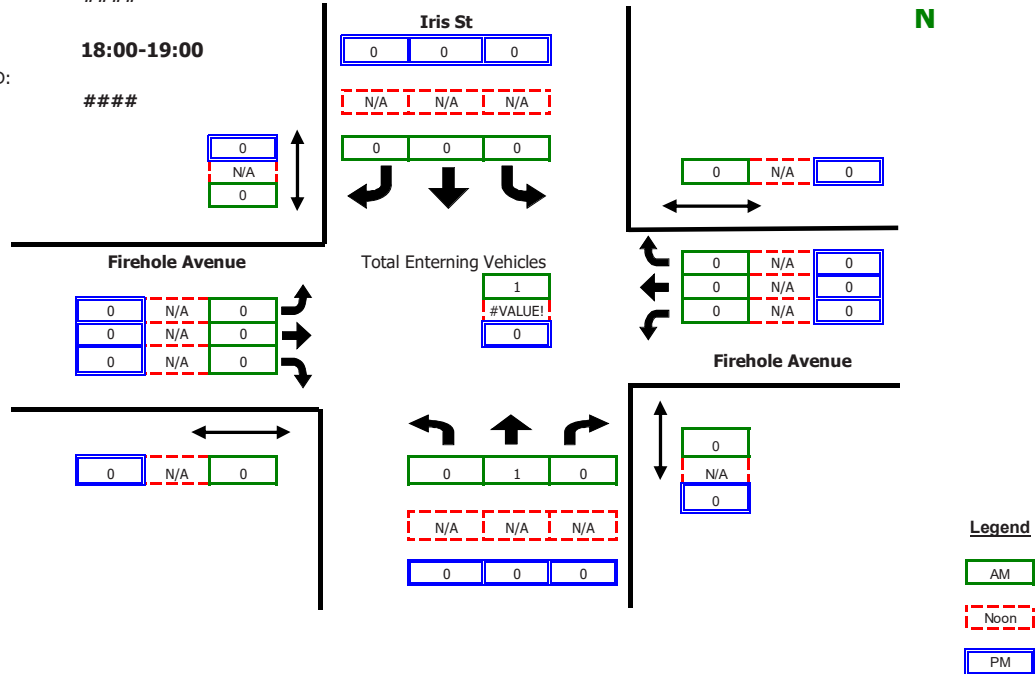 ####
Iris St
N
18:00-19:00
0 0 0
:
####
N/A N/A N/A
0 0 0
0
N/A
0
0 N/A 0
Firehole Avenue
Total Enterning Vehicles
1
#VALUE!
0
0 N/A 0
0 N/A 0
0 N/A 0
0 N/A 0
0 N/A 0
0 N/A 0
Firehole Avenue
0 N/A 0
0 1 0
N/A N/A N/A
0 0 0
0
N/A
0
Legend
AM
Noon
PM